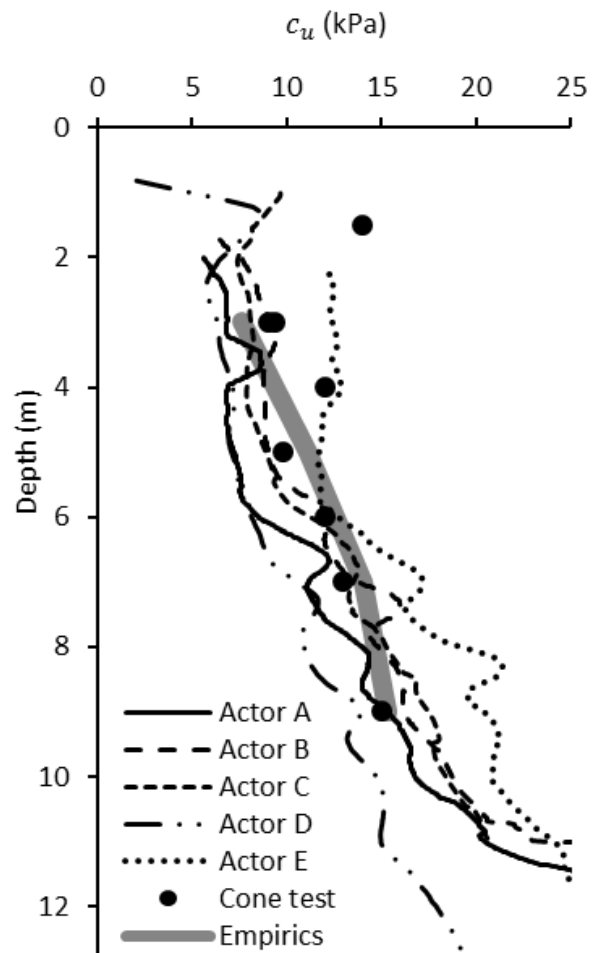 c_u (kPa)
0 5 10 15 20 25
0
2
4
6
8
10
12
Depth (m)
Actor A
Actor B
Actor C
Actor D
Actor E
Cone test
Empirics